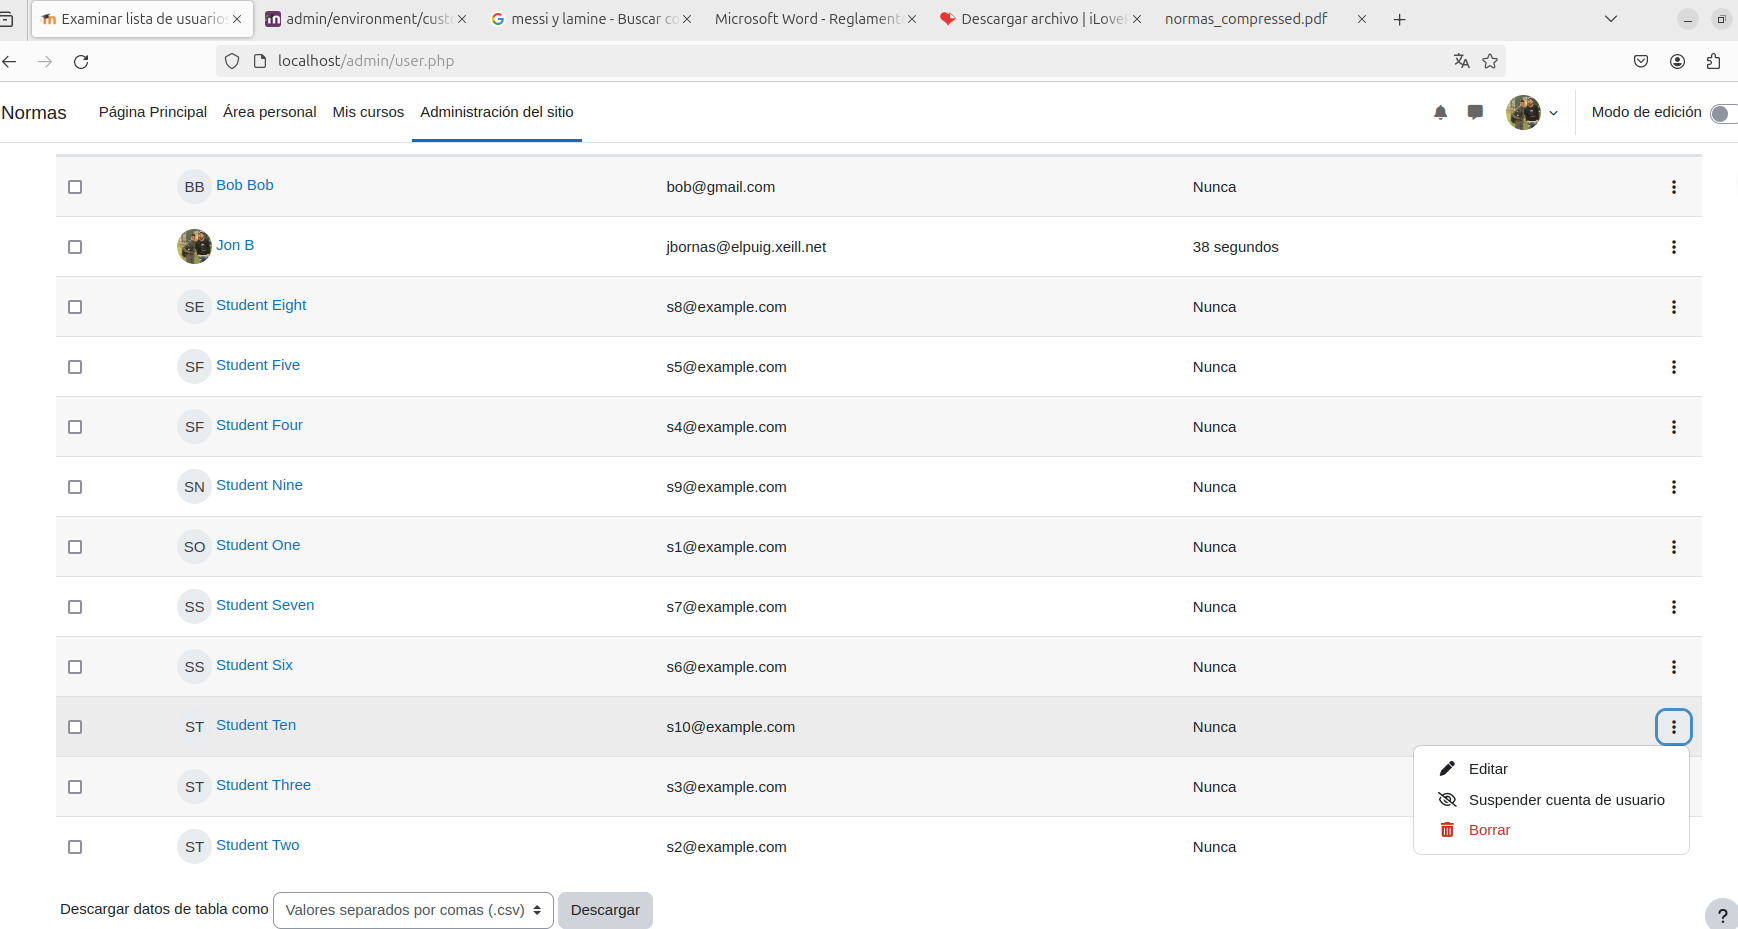 Examinar lista de usuarios
admin/environment/cust
messi y lamine - Buscar co
Microsoft Word - Reglament
Descargar archivo | iLove
normas_compressed.pdf
localhost/admin/user.php
Normas
Página Principal
Área personal
Mis cursos
Administración del sitio
Modo de edición
BB Bob Bob bob@gmail.com Nunca
Jon B jbornas@elpuig.xeill.net 38 segundos
SE Student Eight s8@example.com Nunca
SF Student Five s5@example.com Nunca
SF Student Four s4@example.com Nunca
SN Student Nine s9@example.com Nunca
SO Student One s1@example.com Nunca
SS Student Seven s7@example.com Nunca
SS Student Six s6@example.com Nunca
ST Student Ten s10@example.com Nunca
Editar
Suspender cuenta de usuario
Borrar
ST Student Three s3@example.com Nunca
ST Student Two s2@example.com Nunca
Descargar datos de tabla como Valores separados por comas (.csv) Descargar
?